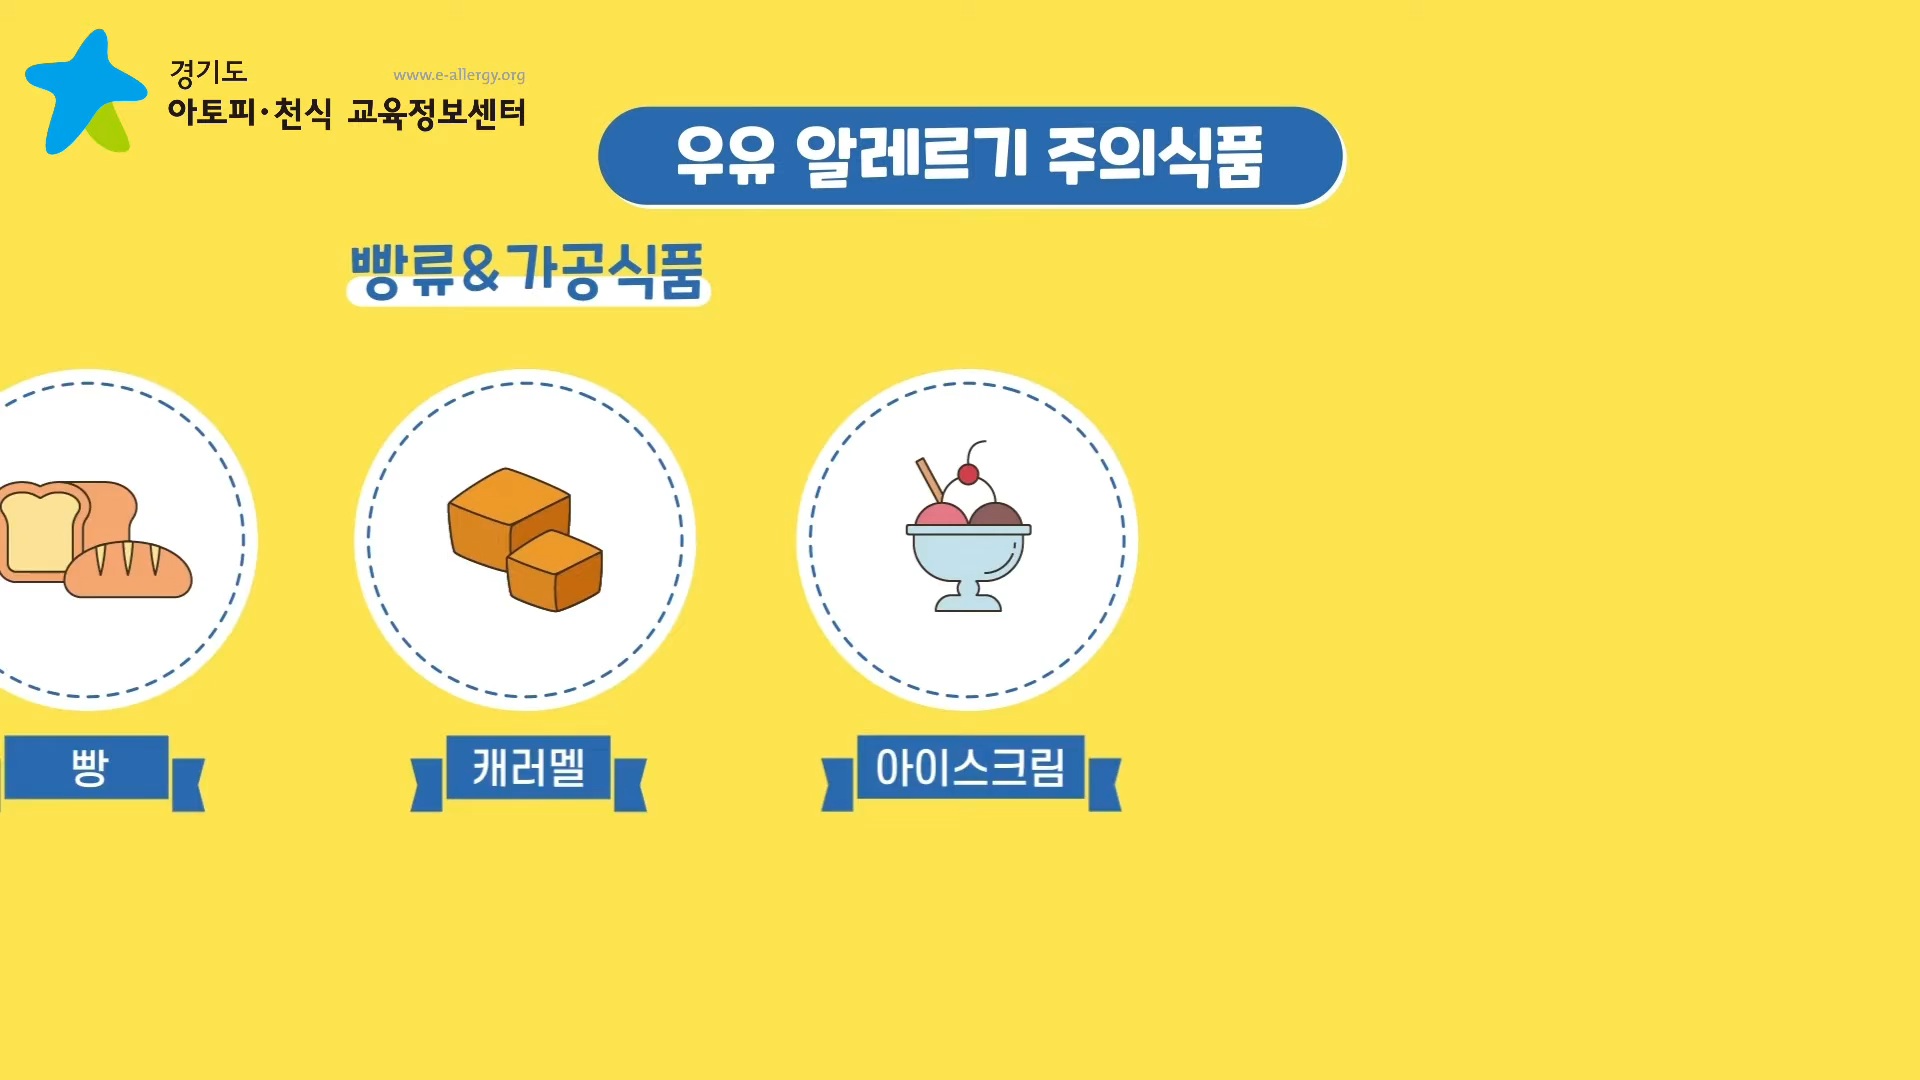 경기도
www.e-allergy.org
아토피·천식 교육정보센터
우유 알레르기 주의식품
빵류&가공식품
빵
캐러멜
아이스크림